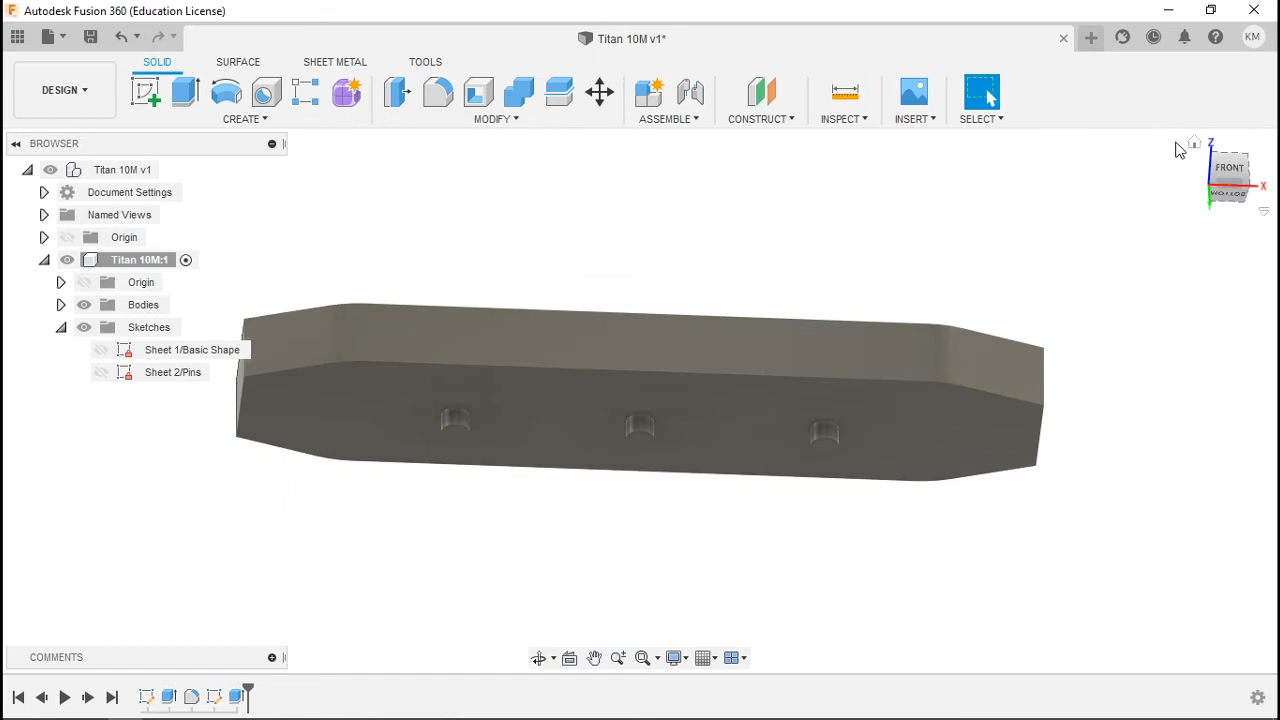 Autodesk Fusion 360 (Education License)
Titan 10M v1*
KM
SOLID
SURFACE
SHEET METAL
TOOLS
DESIGN
CREATE
MODIFY
ASSEMBLE
CONSTRUCT
INSPECT
INSERT
SELECT
BROWSER
Titan 10M v1
Document Settings
Named Views
Origin
Titan 10M:1
Origin
Bodies
Sketches
Sheet 1/Basic Shape
Sheet 2/Pins
Z
FRONT
X
BOTTOM
COMMENTS